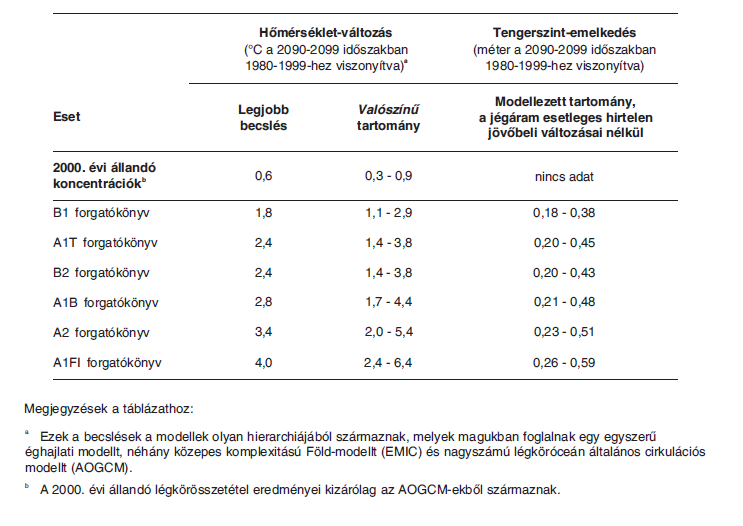 Hőmérséklet-változás
(°C a 2090-2099 időszakban
1980-1999-hez viszonyítva)a
Tengerszint-emelkedés
(méter a 2090-2099 időszakban
1980-1999-hez viszonyítva)
Eset
Legjobb
becslés
Valószínű
tartomány
Modellezett tartomány,
a jégáram esetleges hirtelen
jövőbeli változásai nélkül
2000. évi állandó
koncentrációkb
0,6 0,3 - 0,9 nincs adat
B1 forgatókönyv 1,8 1,1 - 2,9 0,18 - 0,38
A1T forgatókönyv 2,4 1,4 - 3,8 0,20 - 0,45
B2 forgatókönyv 2,4 1,4 - 3,8 0,20 - 0,43
A1B forgatókönyv 2,8 1,7 - 4,4 0,21 - 0,48
A2 forgatókönyv 3,4 2,0 - 5,4 0,23 - 0,51
A1FI forgatókönyv 4,0 2,4 - 6,4 0,26 - 0,59
Megjegyzések a táblázathoz:
a Ezek a becslések a modellek olyan hierarchiájából származnak, melyek magukban foglalnak egy egyszerű
éghajlati modellt, néhány közepes komplexitású Föld-modellt (EMIC) és nagyszámú légköróceán általános cirkulációs
modellt (AOGCM).
b A 2000. évi állandó légkörösszetétel eredményei kizárólag az AOGCM-ekből származnak.